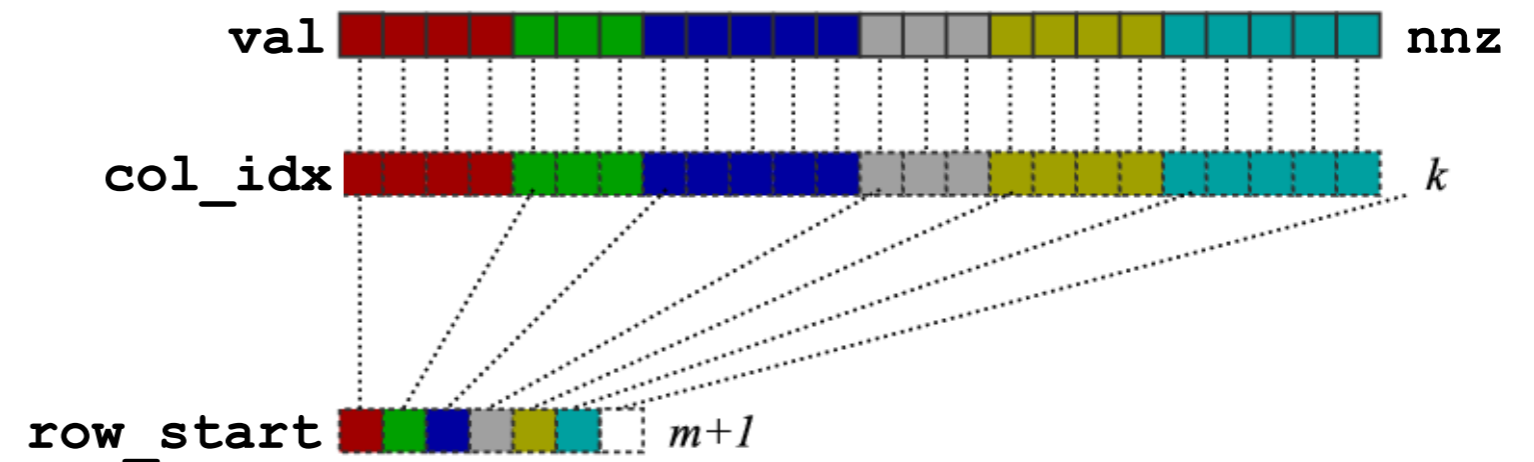 val nnz
col_idx k
row_start m+1